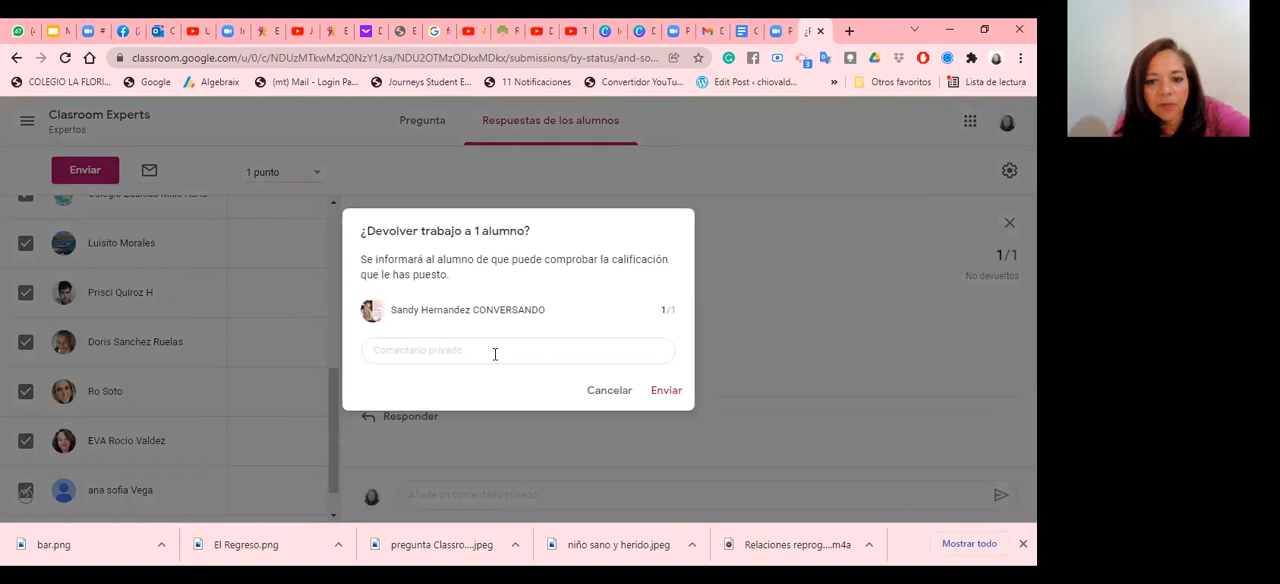 classroom.google.com/u/0/c/NDUzMTkwMzQ0NzY1/sa/NDU2OTMzODkxMDkx/submissions/by-status/and-so...
COLEGIO LA FLORI...
Google
Algebraix
(mt) Mail - Login Pa...
Journeys Student E...
11 Notificaciones
Convertidor YouTu...
Edit Post ‹ chiovald...
»
Otros favoritos
Lista de lectura
Clasroom Experts
Expertos
Pregunta
Respuestas de los alumnos
Enviar
1 punto
Luisito Morales
Prisci Quiroz H
Doris Sanchez Ruelas
Ro Soto
EVA Rocio Valdez
ana sofia Vega
1/1
No devueltos
¿Devolver trabajo a 1 alumno?
Se informará al alumno de que puede comprobar la calificación
que le has puesto.
Sandy Hernandez CONVERSANDO
1/1
Comentario privado
Cancelar
Enviar
Responder
Añade un comentario privado...
bar.png
El Regreso.png
pregunta Classro....jpeg
niño sano y herido.jpeg
Relaciones reprog....m4a
Mostrar todo